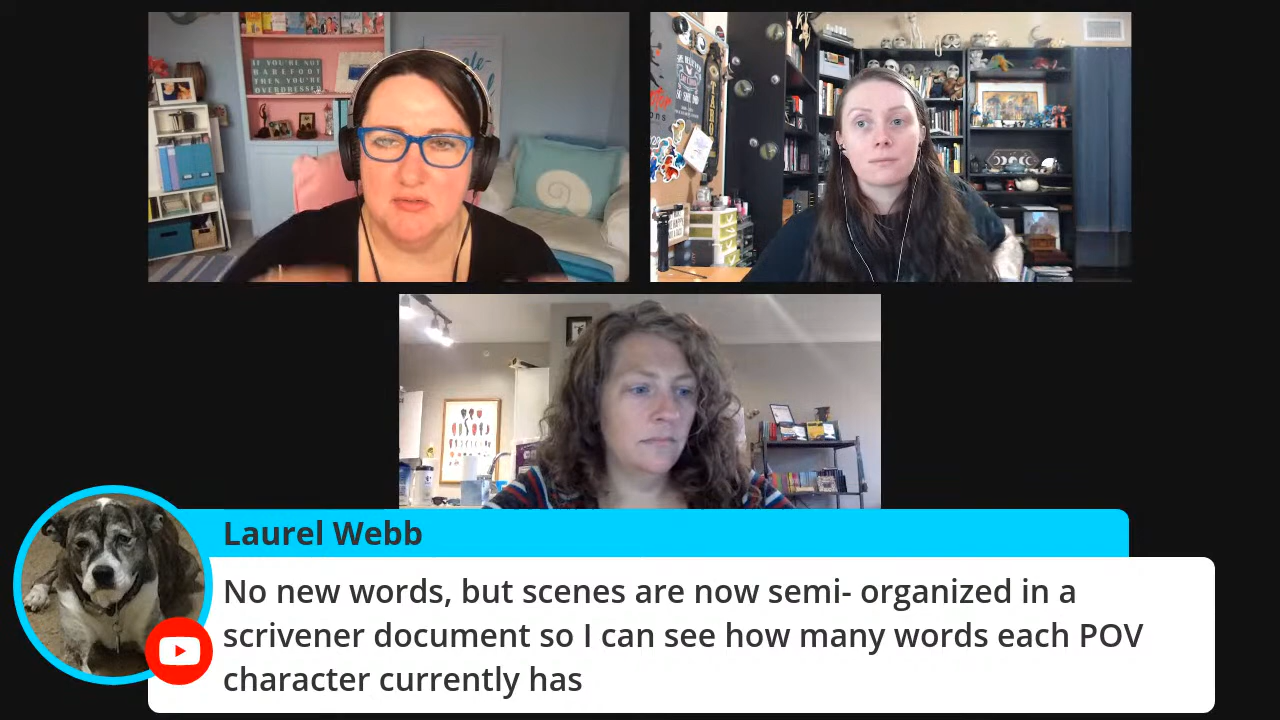 IF YOU'RE NOT
BAREFOOT
THEN YOU'RE
OVERDRESSED
Laurel Webb
No new words, but scenes are now semi- organized in a
scrivener document so I can see how many words each POV
character currently has